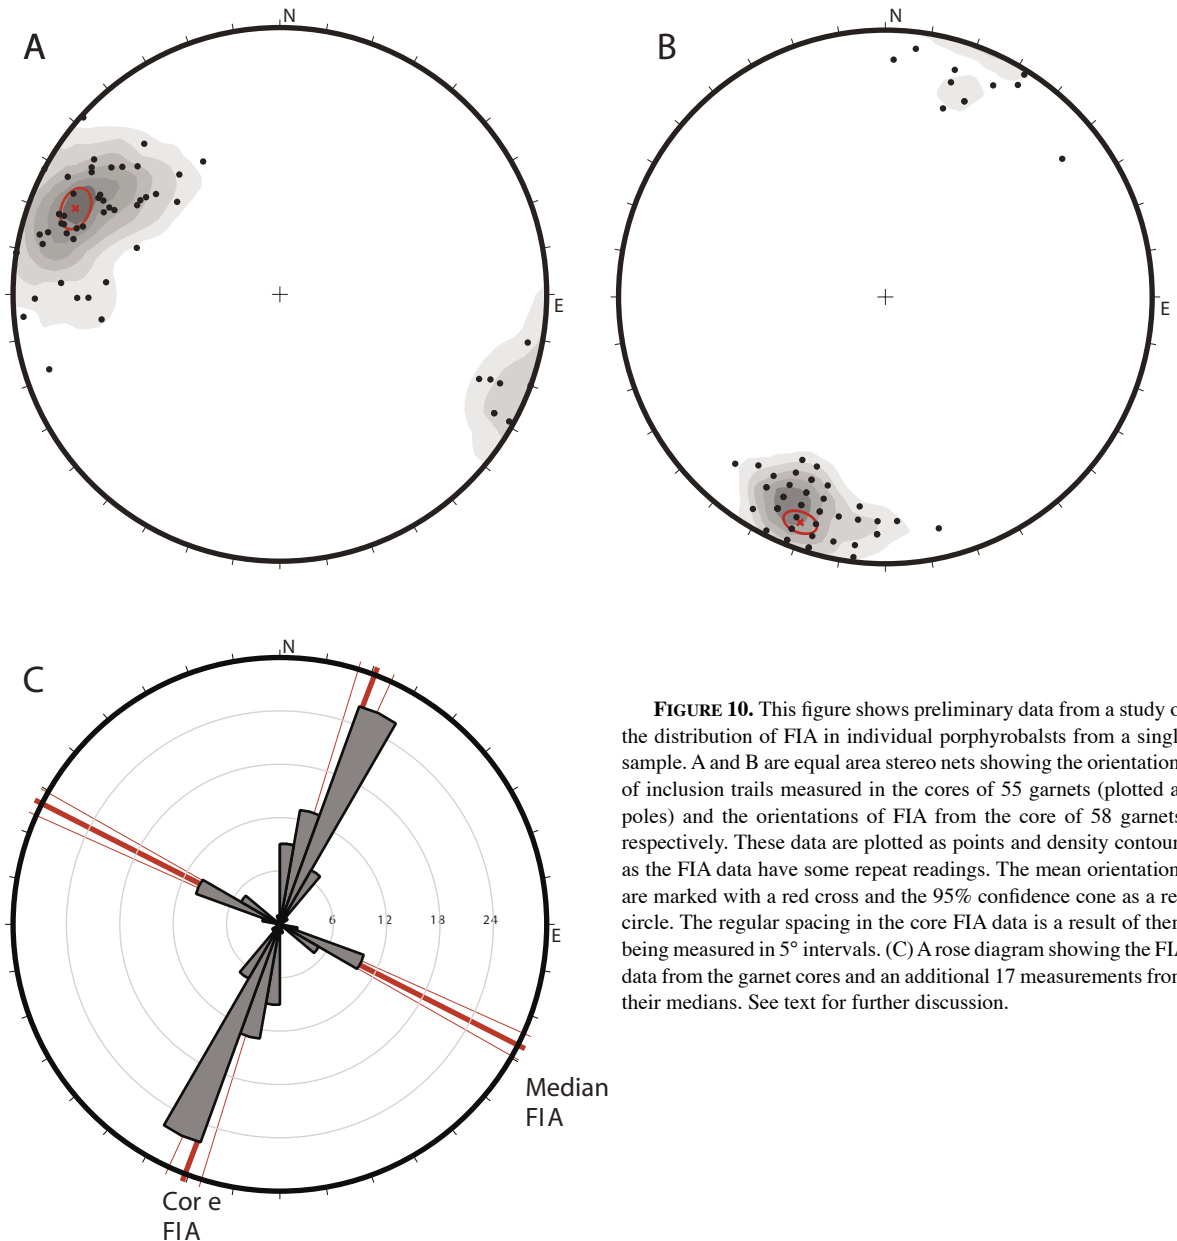 A
N
E
B
N
E
C
N
6 12 18 24
E
Median
FIA
Cor e
FIA
FIGURE 10. This figure shows preliminary data from a study o
the distribution of FIA in individual porphyrobalsts from a singl
sample. A and B are equal area stereo nets showing the orientation
of inclusion trails measured in the cores of 55 garnets (plotted a
poles) and the orientations of FIA from the core of 58 garnets
respectively. These data are plotted as points and density contour
as the FIA data have some repeat readings. The mean orientation
are marked with a red cross and the 95% confidence cone as a re
circle. The regular spacing in the core FIA data is a result of then
being measured in 5° intervals. (C) A rose diagram showing the FIA
data from the garnet cores and an additional 17 measurements from
their medians. See text for further discussion.